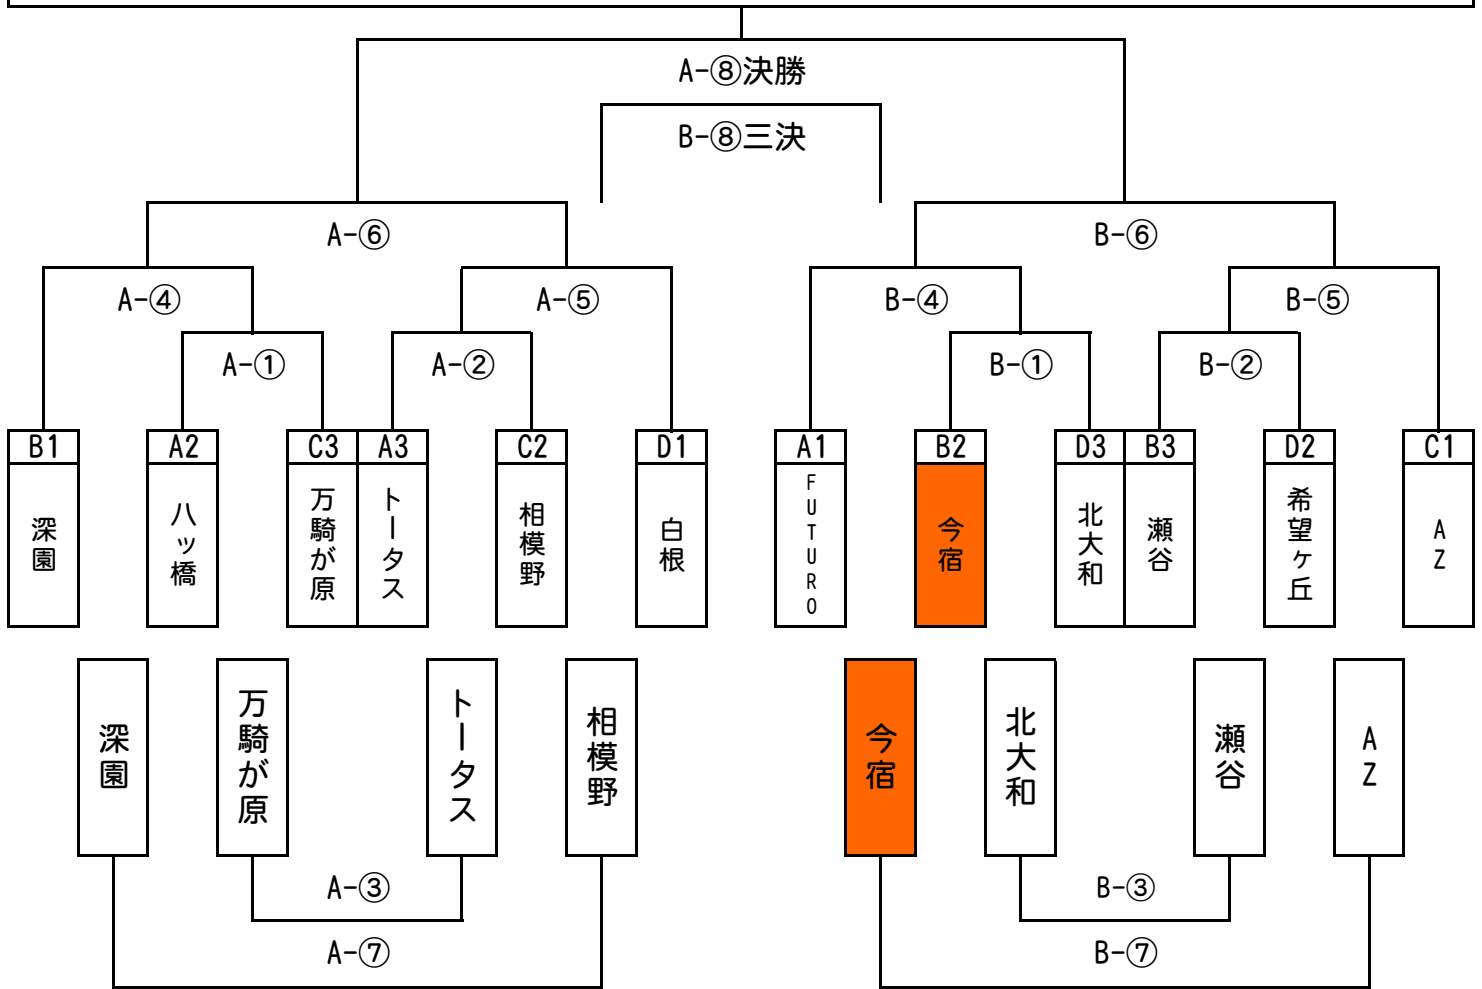 A-⑧決勝
B-⑧三決
A-⑥
B-⑥
A-④
A-⑤
B-④
B-⑤
A-①
A-②
B-①
B-②
B1
A2
C3
A3
C2
D1
A1
B2
D3
B3
D2
C1
深園
八ッ橋
万騎が原
トータス
相模野
白根
FUTURO
今宿
北大和
瀬谷
希望ヶ丘
AZ
深園
万騎が原
トータス
相模野
今宿
北大和
瀬谷
AZ
A-③
B-③
A-⑦
B-⑦